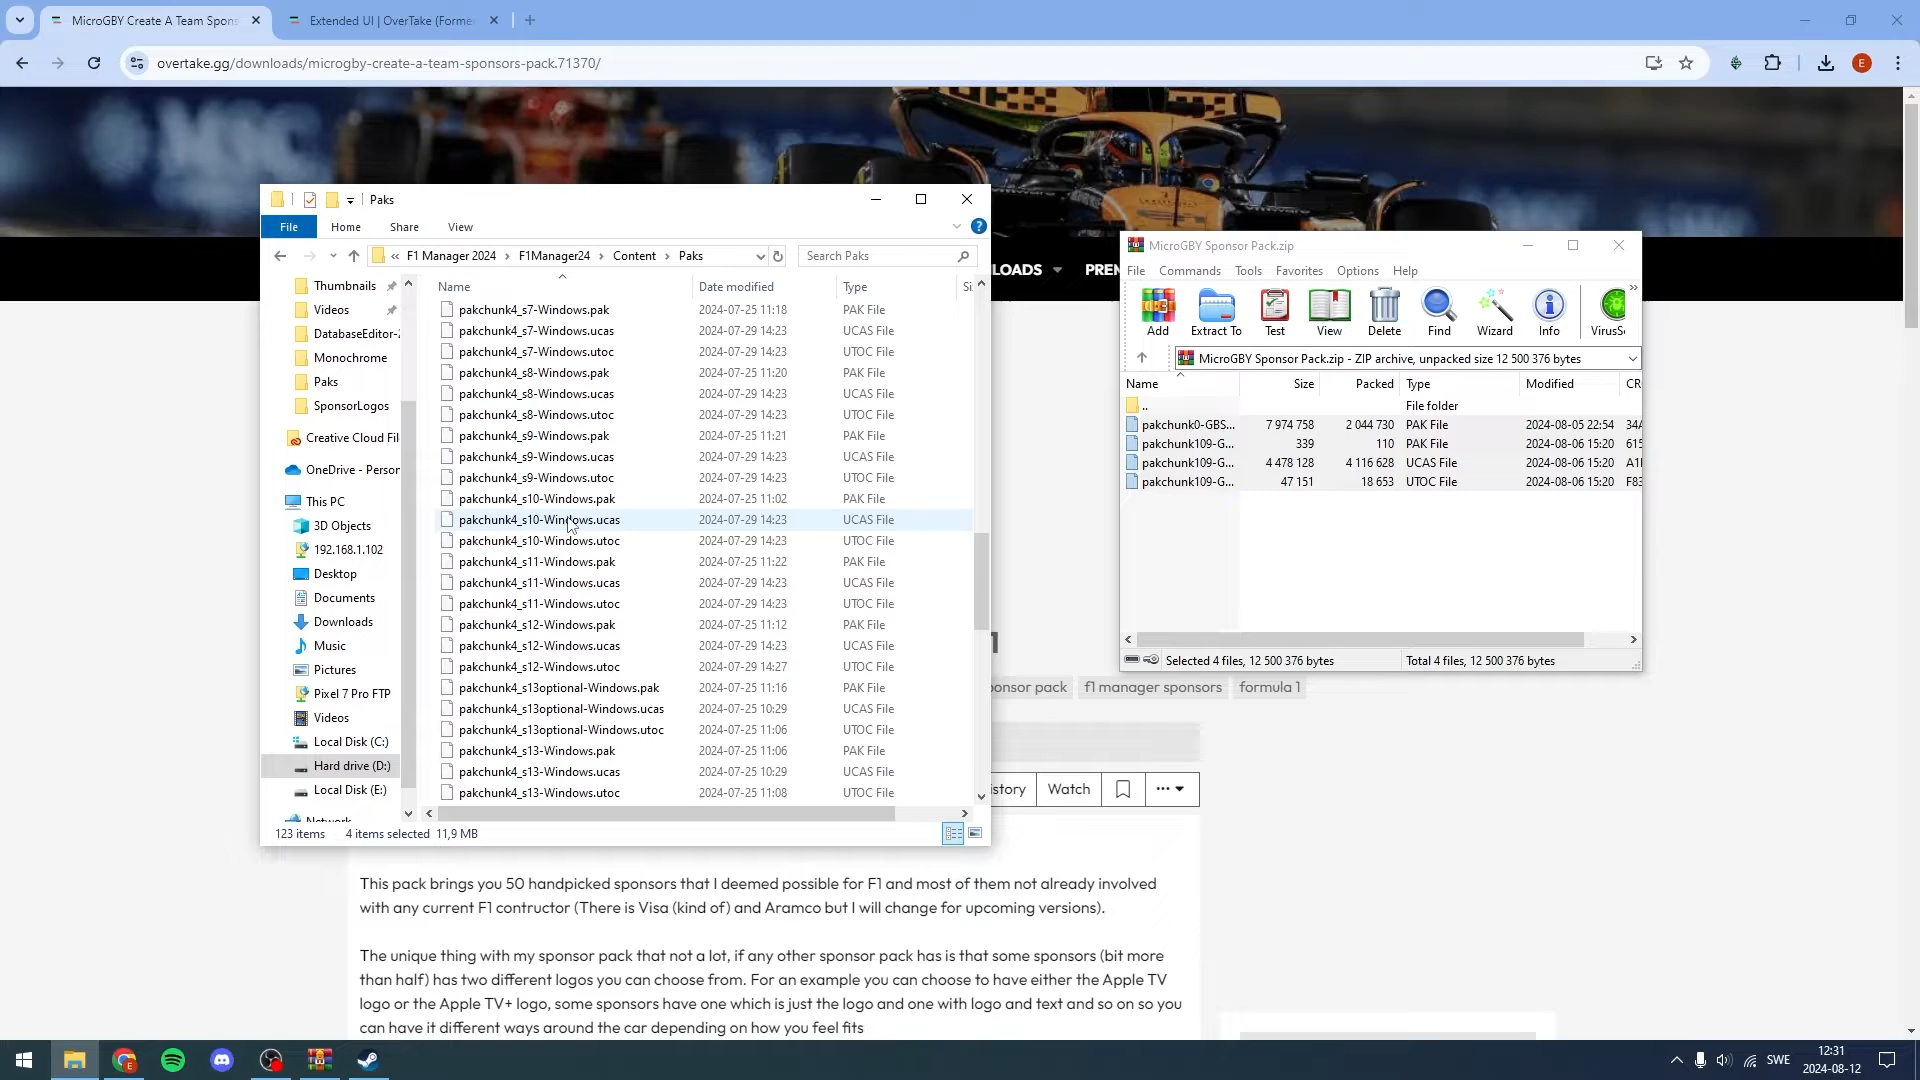 MicroGBY Create A Team Spons
Extended UI | OverTake (Forme
overtake.gg/downloads/microgby-create-a-team-sponsors-pack.71370/
E
Paks
File
Home
Share
View
« F1 Manager 2024 › F1Manager24 › Content › Paks
Search Paks
Thumbnails
Videos
DatabaseEditor-2
Monochrome
Paks
SponsorLogos
Creative Cloud Fil
OneDrive - Person
This PC
3D Objects
192.168.1.102
Desktop
Documents
Downloads
Music
Pictures
Pixel 7 Pro FTP
Videos
Local Disk (C:)
Hard drive (D:)
Local Disk (E:)
Network
Name Date modified Type Si
pakchunk4_s7-Windows.pak 2024-07-25 11:18 PAK File
pakchunk4_s7-Windows.ucas 2024-07-29 14:23 UCAS File
pakchunk4_s7-Windows.utoc 2024-07-29 14:23 UTOC File
pakchunk4_s8-Windows.pak 2024-07-25 11:20 PAK File
pakchunk4_s8-Windows.ucas 2024-07-29 14:23 UCAS File
pakchunk4_s8-Windows.utoc 2024-07-29 14:23 UTOC File
pakchunk4_s9-Windows.pak 2024-07-25 11:21 PAK File
pakchunk4_s9-Windows.ucas 2024-07-29 14:23 UCAS File
pakchunk4_s9-Windows.utoc 2024-07-29 14:23 UTOC File
pakchunk4_s10-Windows.pak 2024-07-25 11:02 PAK File
pakchunk4_s10-Windows.ucas 2024-07-29 14:23 UCAS File
pakchunk4_s10-Windows.utoc 2024-07-29 14:23 UTOC File
pakchunk4_s11-Windows.pak 2024-07-25 11:22 PAK File
pakchunk4_s11-Windows.ucas 2024-07-29 14:23 UCAS File
pakchunk4_s11-Windows.utoc 2024-07-29 14:23 UTOC File
pakchunk4_s12-Windows.pak 2024-07-25 11:12 PAK File
pakchunk4_s12-Windows.ucas 2024-07-29 14:23 UCAS File
pakchunk4_s12-Windows.utoc 2024-07-29 14:27 UTOC File
pakchunk4_s13optional-Windows.pak 2024-07-25 11:16 PAK File
pakchunk4_s13optional-Windows.ucas 2024-07-25 10:29 UCAS File
pakchunk4_s13optional-Windows.utoc 2024-07-25 11:06 UTOC File
pakchunk4_s13-Windows.pak 2024-07-25 11:06 PAK File
pakchunk4_s13-Windows.ucas 2024-07-25 10:29 UCAS File
pakchunk4_s13-Windows.utoc 2024-07-25 11:08 UTOC File
123 items 4 items selected 11,9 MB
LOADS
PREM
MicroGBY Sponsor Pack.zip
File Commands Tools Favorites Options Help
Add Extract To Test View Delete Find Wizard Info VirusSc
MicroGBY Sponsor Pack.zip - ZIP archive, unpacked size 12 500 376 bytes
Name Size Packed Type Modified CR
.. File folder
pakchunk0-GBS... 7 974 758 2 044 730 PAK File 2024-08-05 22:54 34A
pakchunk109-G... 339 110 PAK File 2024-08-06 15:20 615
pakchunk109-G... 4 478 128 4 116 628 UCAS File 2024-08-06 15:20 A1I
pakchunk109-G... 47 151 18 653 UTOC File 2024-08-06 15:20 F83
Selected 4 files, 12 500 376 bytes
Total 4 files, 12 500 376 bytes
onsor pack
f1 manager sponsors
formula 1
istory
Watch
This pack brings you 50 handpicked sponsors that I deemed possible for F1 and most of them not already involved
with any current F1 contructor (There is Visa (kind of) and Aramco but I will change for upcoming versions).
The unique thing with my sponsor pack that not a lot, if any other sponsor pack has is that some sponsors (bit more
than half) has two different logos you can choose from. For an example you can choose to have either the Apple TV
logo or the Apple TV+ logo, some sponsors have one which is just the logo and one with logo and text and so on so you
can have it different ways around the car depending on how you feel fits
SWE
12:31
2024-08-12